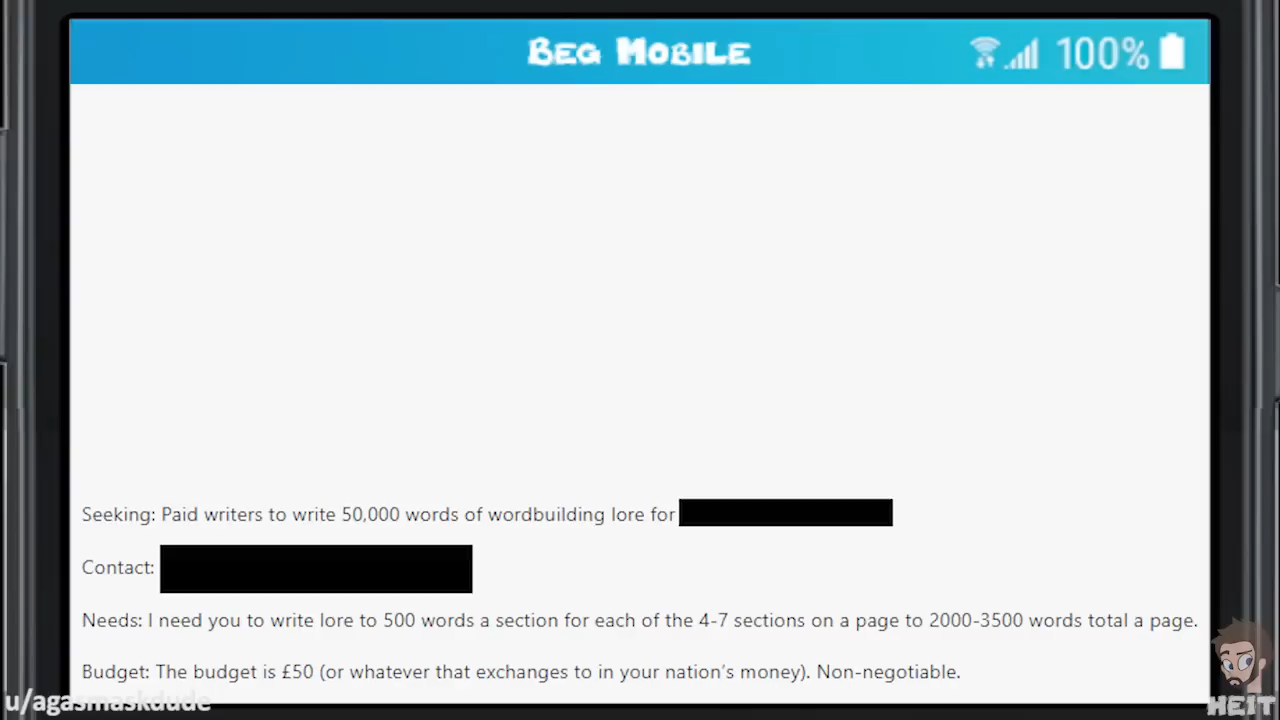 BEG MOBILE
100%
Seeking: Paid writers to write 50,000 words of wordbuilding lore for
Contact:
Needs: I need you to write lore to 500 words a section for each of the 4-7 sections on a page to 2000-3500 words total a page.
Budget: The budget is £50 (or whatever that exchanges to in your nation's money). Non-negotiable.
u/agasmaskdude
HEIT